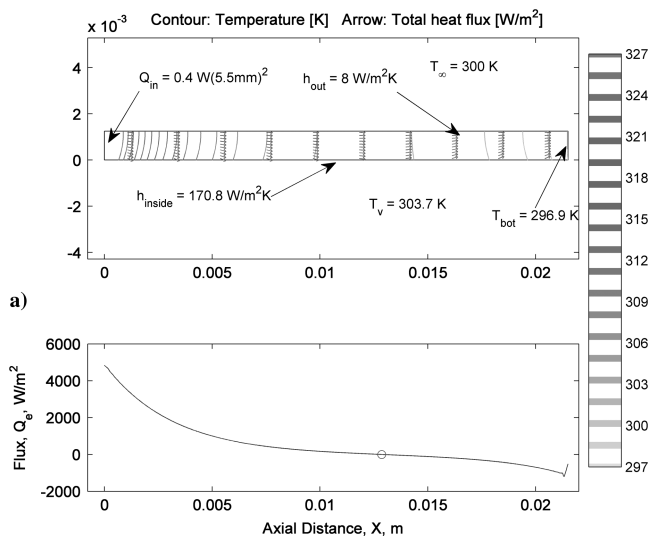 Contour: Temperature [K] Arrow: Total heat flux [W/m²]
x 10⁻³
4
2
0
-2
-4
Q_in = 0.4 W(5.5mm)²
h_out = 8 W/m²K
T_∞ = 300 K
h_inside = 170.8 W/m²K
T_v = 303.7 K
T_bot = 296.9 K
0 0.005 0.01 0.015 0.02
327
324
321
318
315
312
309
306
303
300
297
a)
Flux, Q_e, W/m²
6000
4000
2000
0
-2000
0 0.005 0.01 0.015 0.02
Axial Distance, X, m